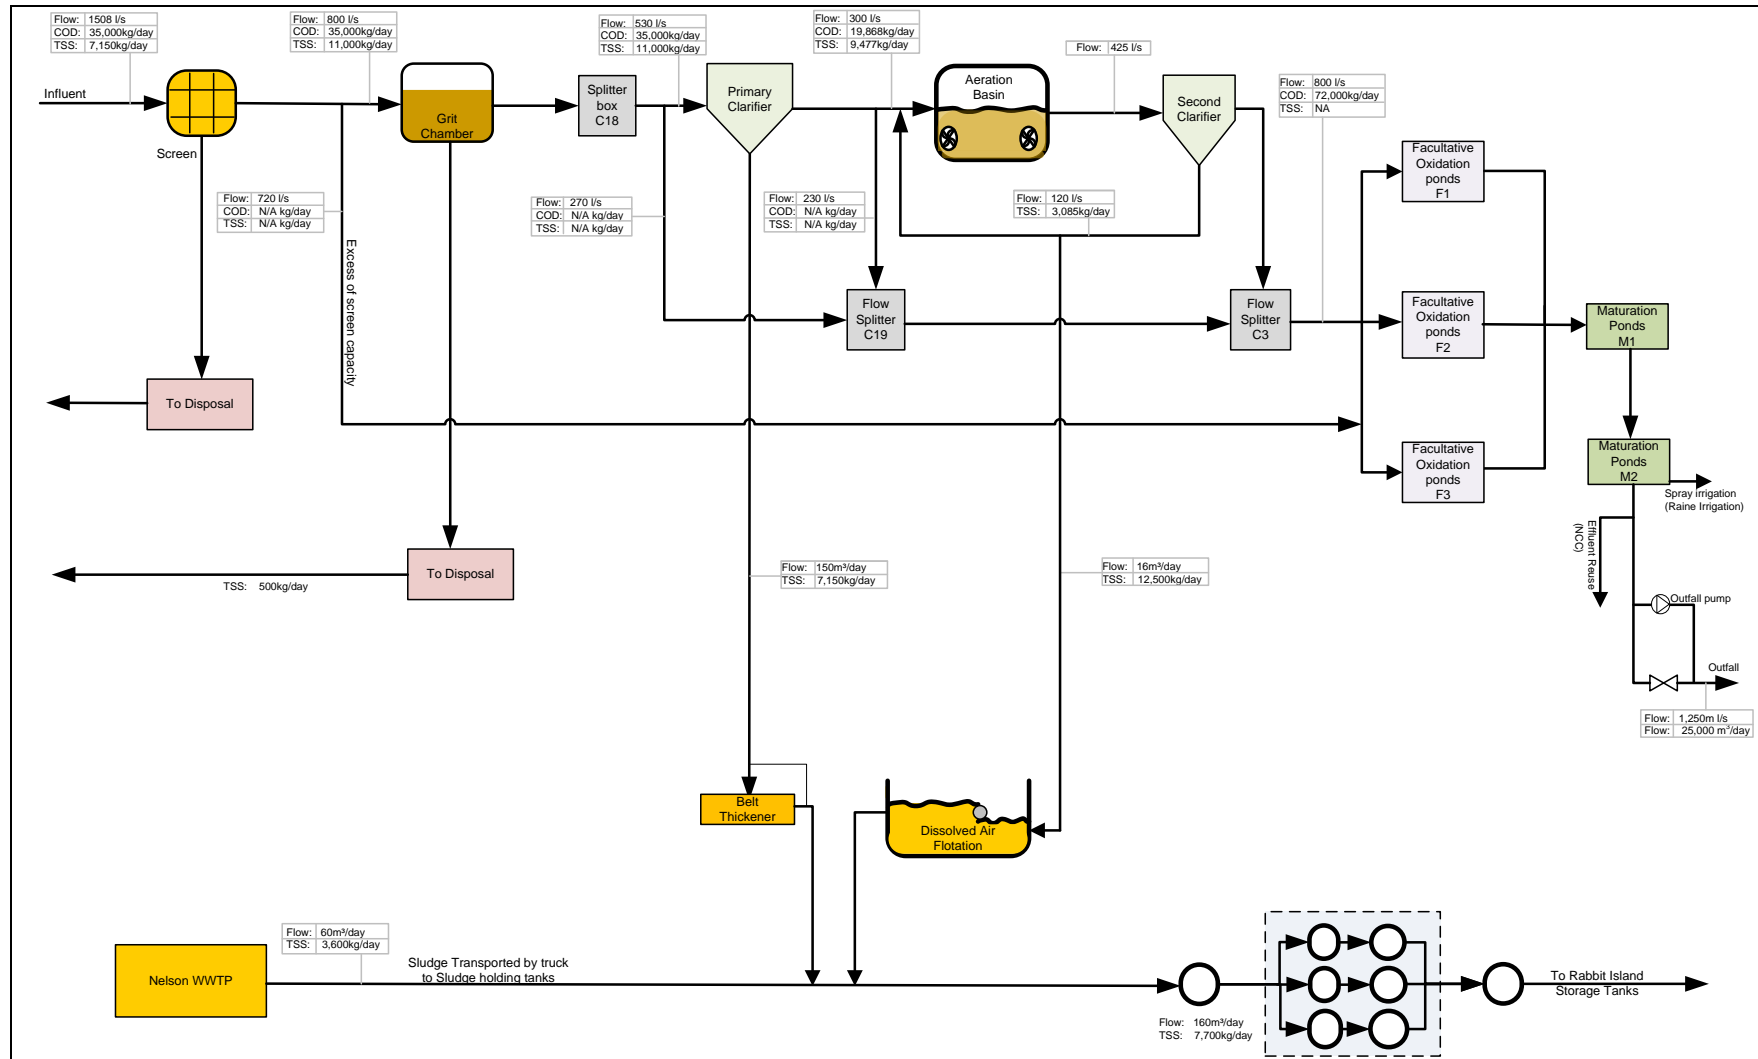 Flow: 1508 l/s
COD: 35,000kg/day
TSS: 7,150kg/day
Flow: 800 l/s
COD: 35,000kg/day
TSS: 11,000kg/day
Flow: 530 l/s
COD: 35,000kg/day
TSS: 11,000kg/day
Flow: 300 l/s
COD: 19,868kg/day
TSS: 9,477kg/day
Flow: 425 l/s
Flow: 800 l/s
COD: 72,000kg/day
TSS: NA
Influent
Screen
Grit
Chamber
Splitter
box
C18
Primary
Clarifier
Aeration
Basin
Second
Clarifier
Facultative
Oxidation
ponds
F1
Flow: 720 l/s
COD: N/A kg/day
TSS: N/A kg/day
Flow: 270 l/s
COD: N/A kg/day
TSS: N/A kg/day
Flow: 230 l/s
COD: N/A kg/day
TSS: N/A kg/day
Flow: 120 l/s
TSS: 3,085kg/day
Excess of screen capacity
Flow
Splitter
C19
Flow
Splitter
C3
Facultative
Oxidation
ponds
F2
Maturation
Ponds
M1
To Disposal
Facultative
Oxidation
ponds
F3
Maturation
Ponds
M2
Spray irrigation
(Raine Irrigation)
Effluent Reuse
(NCC)
To Disposal
TSS: 500kg/day
Flow: 150m³/day
TSS: 7,150kg/day
Flow: 16m³/day
TSS: 12,500kg/day
Outfall pump
Outfall
Flow: 1,250m l/s
Flow: 25,000 m³/day
Belt
Thickener
Dissolved Air
Flotation
Flow: 60m³/day
TSS: 3,600kg/day
Nelson WWTP
Sludge Transported by truck
to Sludge holding tanks
To Rabbit Island
Storage Tanks
Flow: 160m³/day
TSS: 7,700kg/day